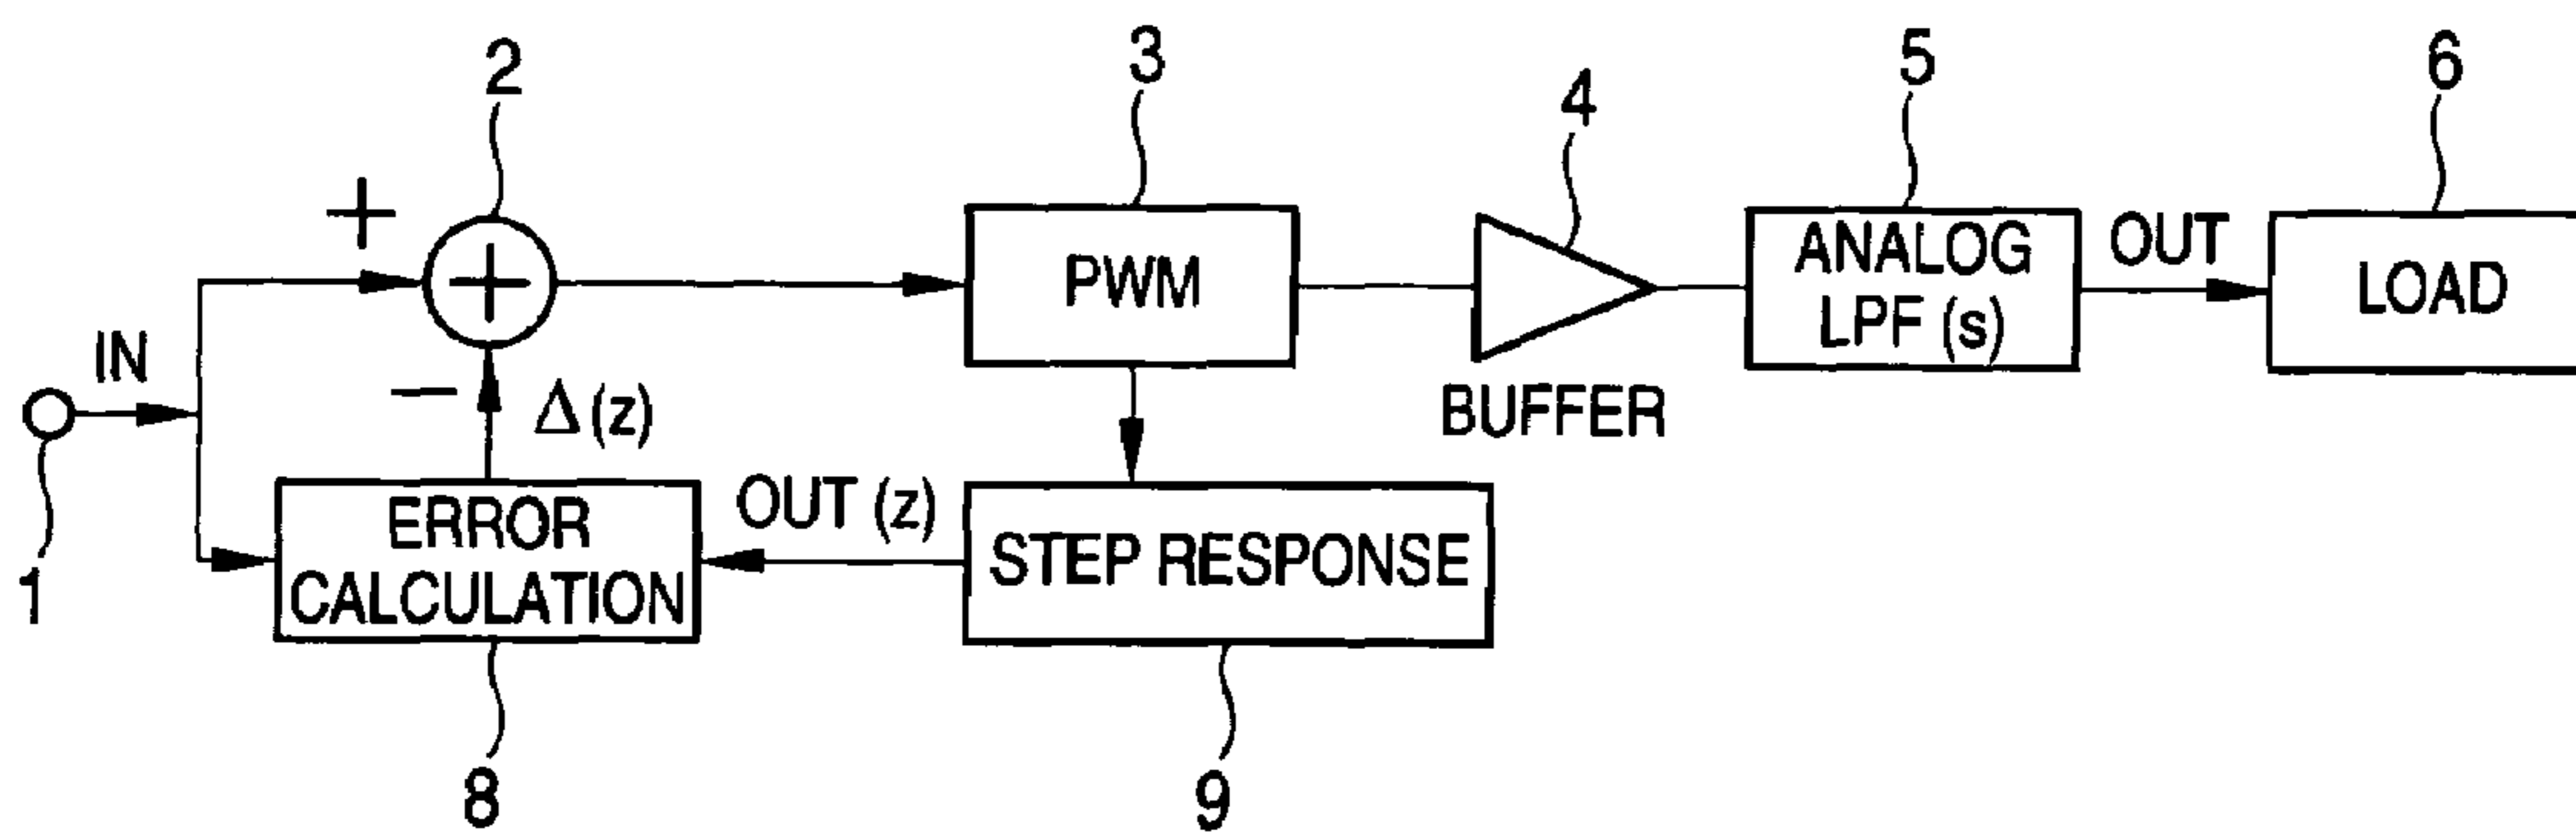 2
3
4
5
6
+
+
PWM
ANALOG
LPF (s)
OUT
LOAD
IN
−
Δ (z)
BUFFER
1
ERROR
CALCULATION
OUT (z)
STEP RESPONSE
8
9